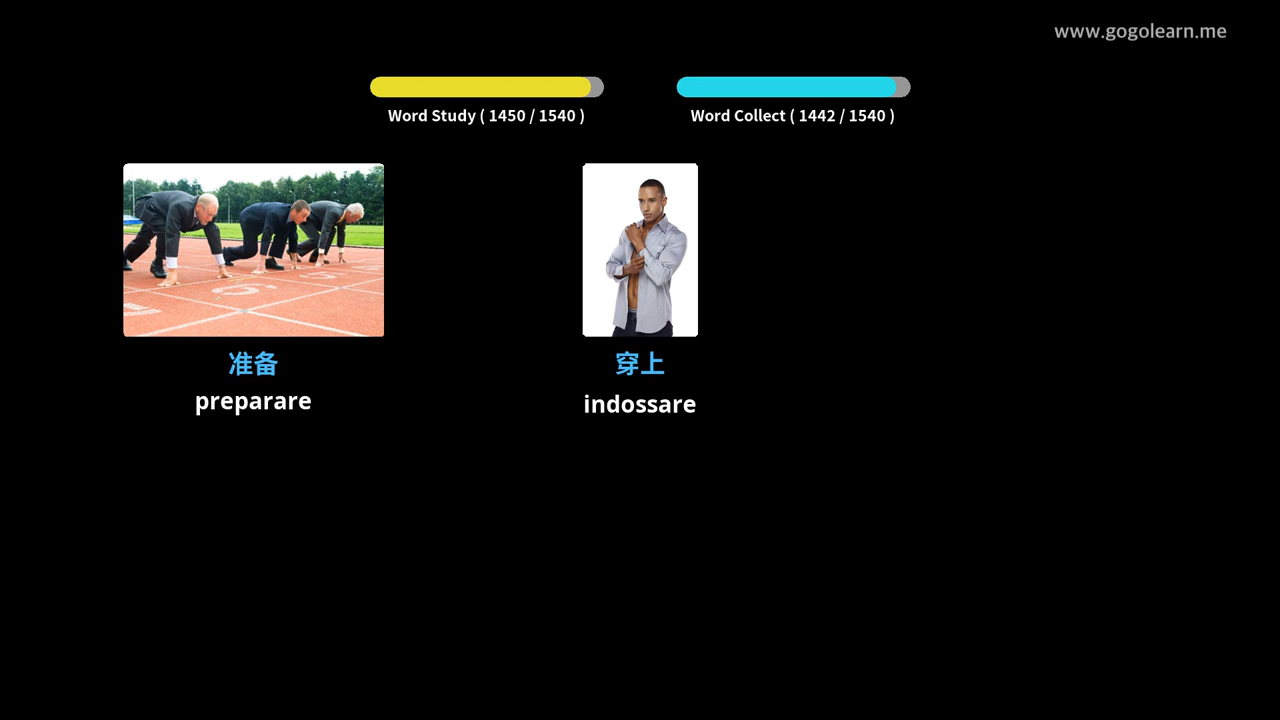 www.gogolearn.me
Word Study ( 1450 / 1540 )
Word Collect ( 1442 / 1540 )
准备
preparare
穿上
indossare